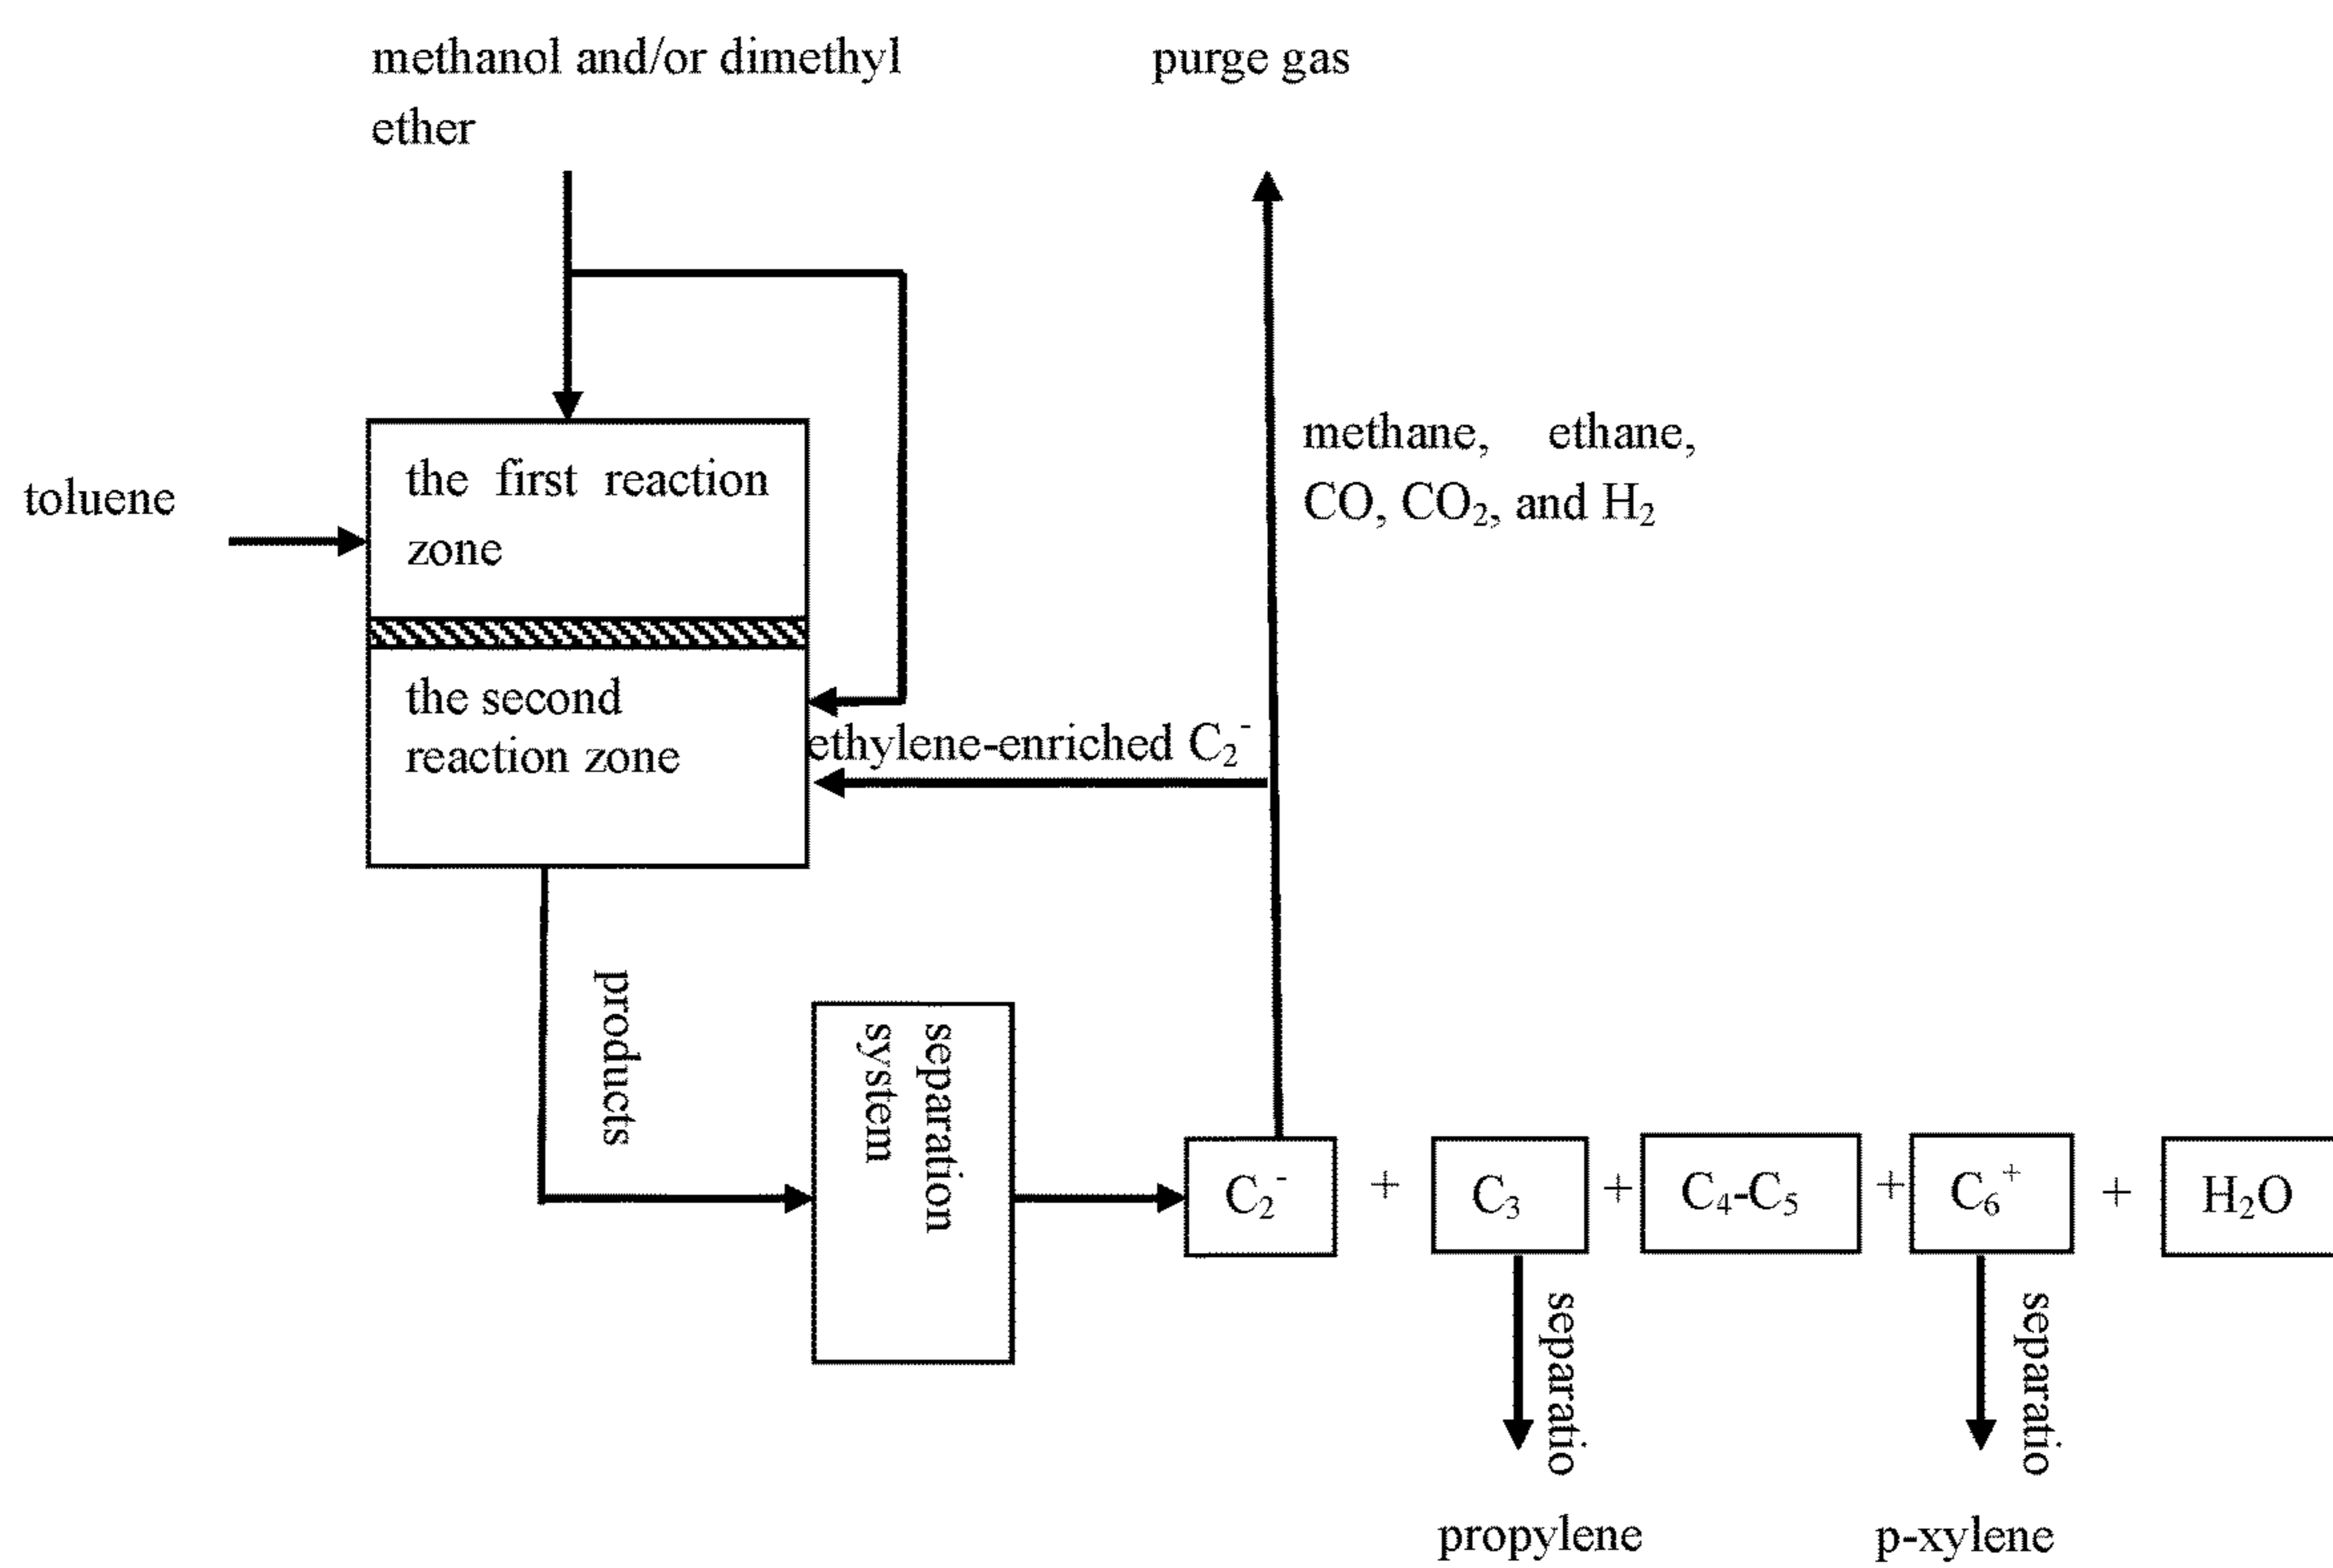 methanol and/or dimethyl
ether
purge gas
methane, ethane,
CO, CO₂, and H₂
toluene
the first reaction
zone
the second
reaction zone
ethylene-enriched C₂⁻
products
separation
system
C₂⁻ + C₃ + C₄-C₅ + C₆⁺ + H₂O
separatio
separatio
propylene
p-xylene